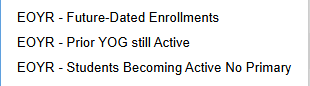 EOYR - Future-Dated Enrollments
EOYR - Prior YOG still Active
EOYR - Students Becoming Active No Primary